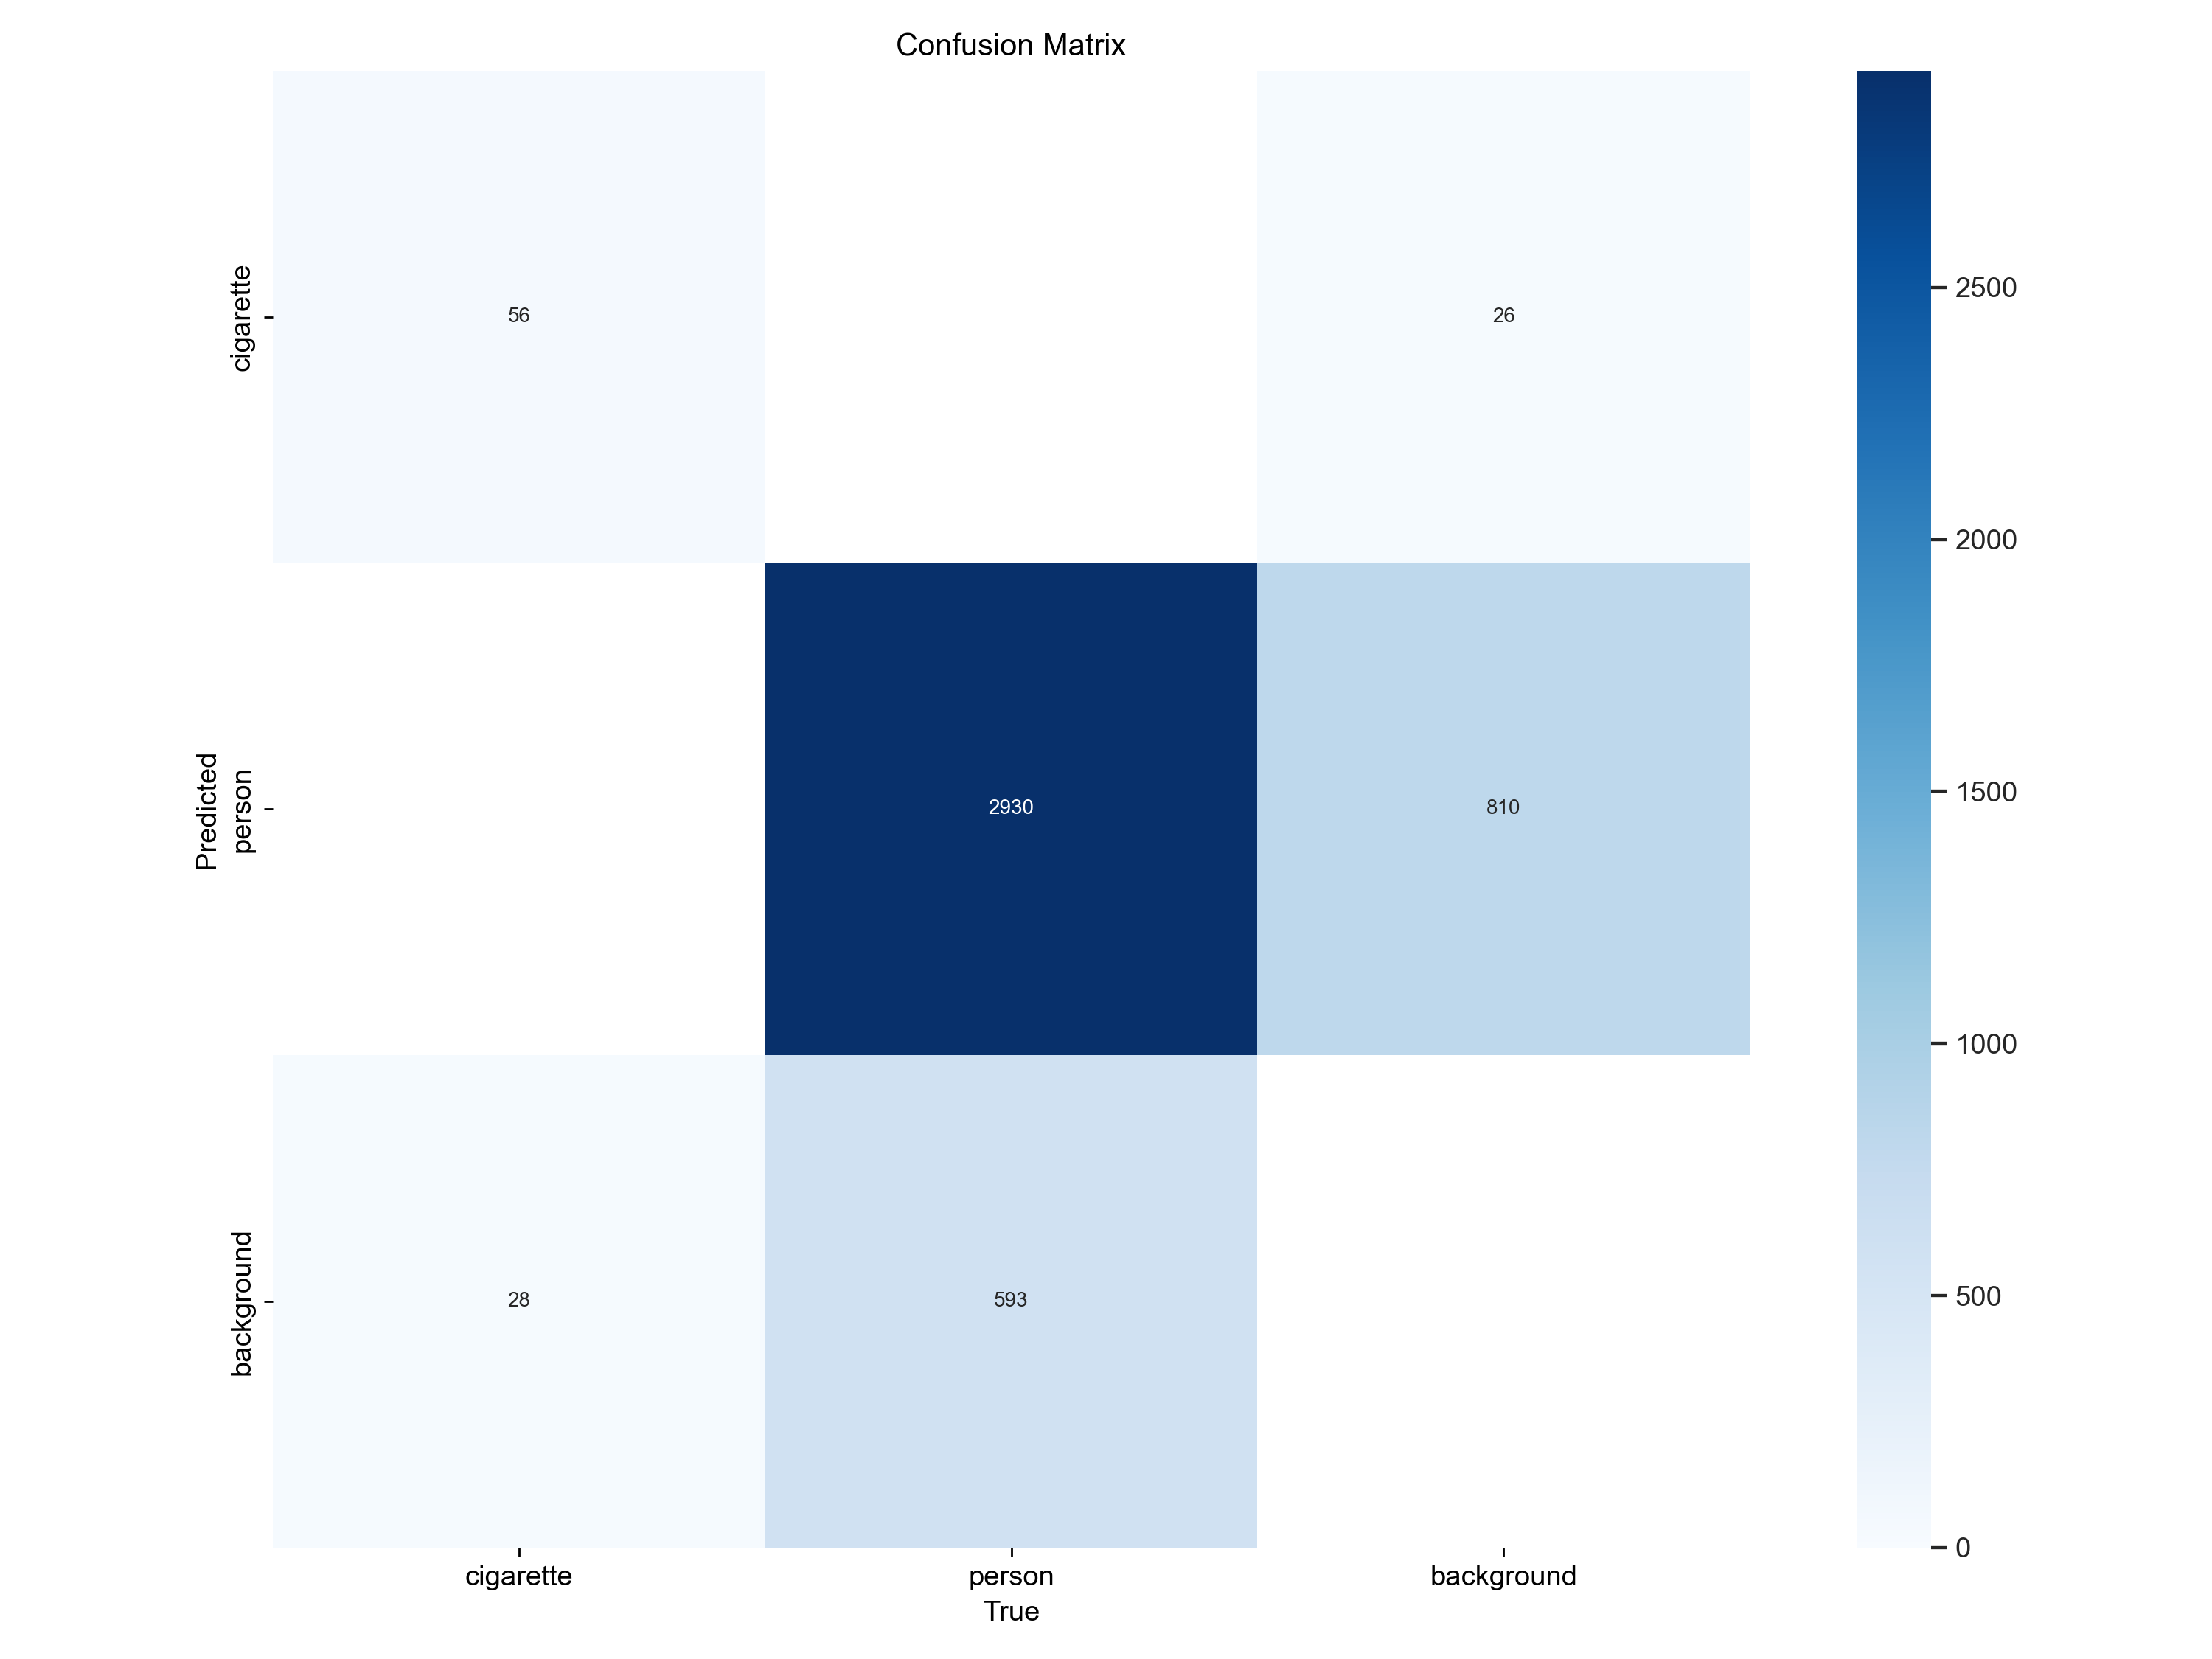 Confusion Matrix
cigarette
56
26
2500
2000
Predicted
person
2930
810
1500
1000
background
28
593
500
0
cigarette
person
background
True